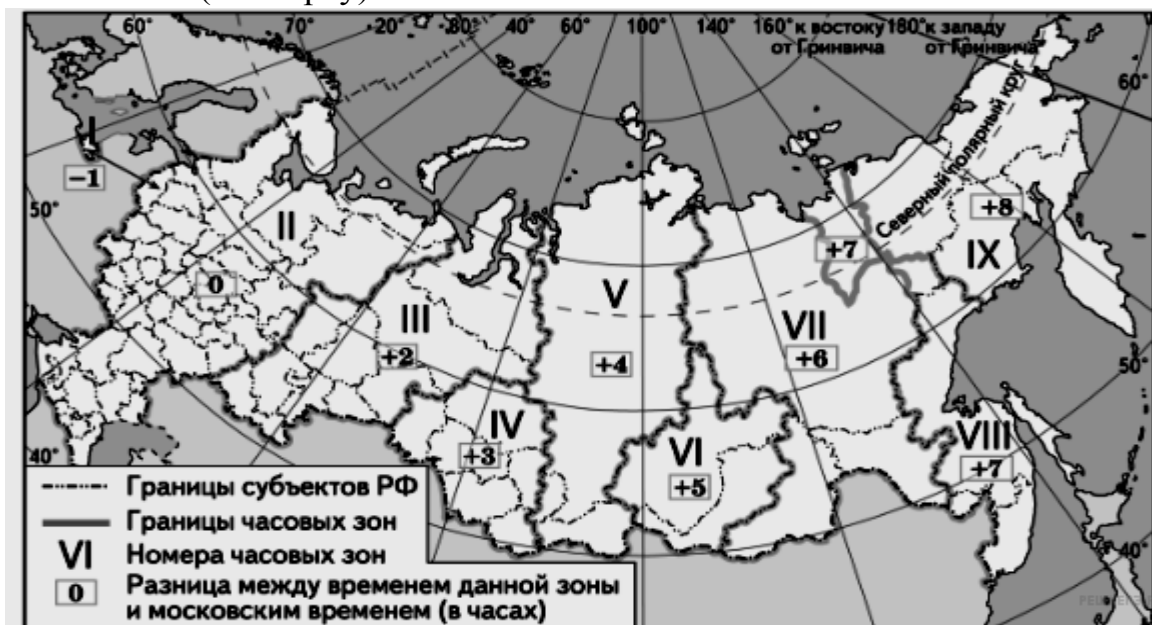 60° 70° 20° 40° 60° 80° 100° 120° 140° 160° к востоку 180° к западу
от Гринвича от Гринвича
60°
I
−1
Северный полярный круг
50°
II
+8
+7
IX
0
V
III
VII
+2
+4
+6
50°
IV
VI
VIII
40°
+3
+7
+5
Границы субъектов РФ
Границы часовых зон
40°
VI Номера часовых зон
0 Разница между временем данной зоны
и московским временем (в часах)